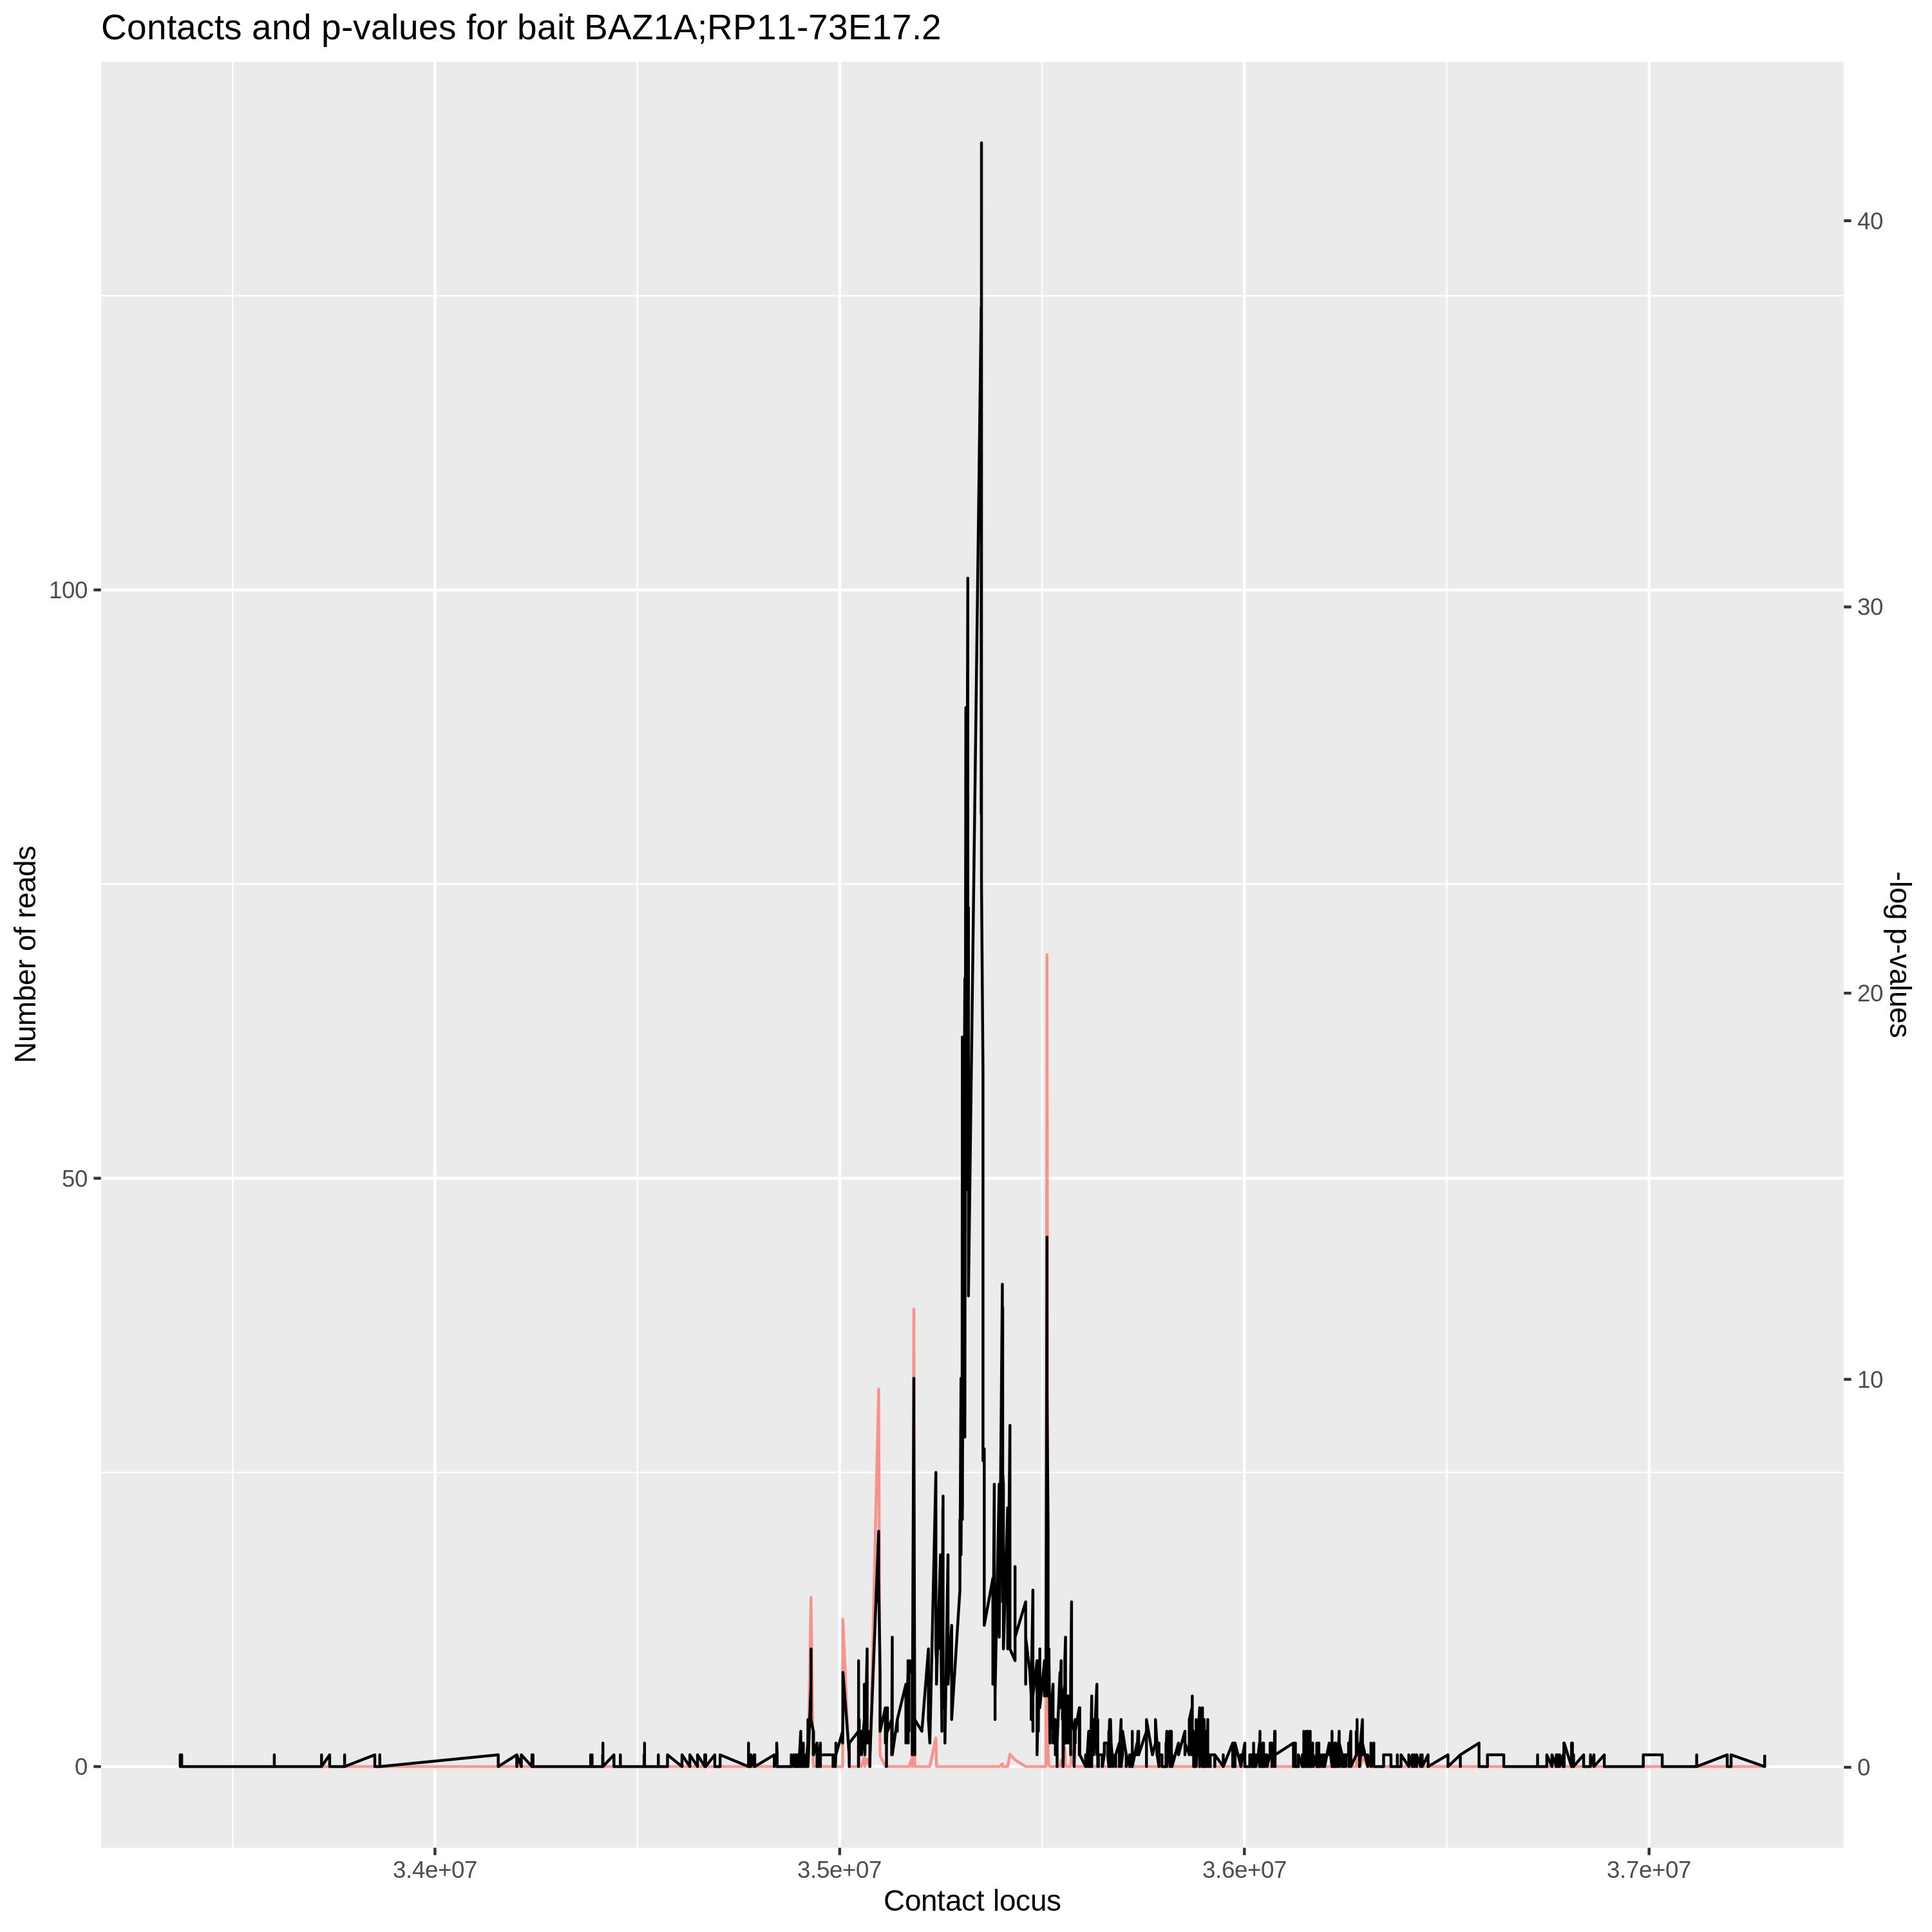 Contacts and p-values for bait BAZ1A;RP11-73E17.2
Number of reads
100
50
0
40
30
20
10
0
-log p-values
3.4e+07
3.5e+07
3.6e+07
3.7e+07
Contact locus